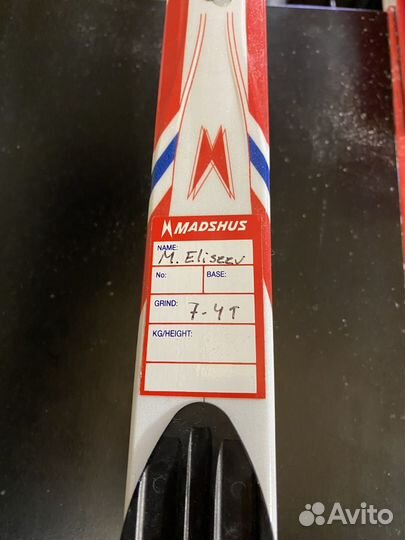 MADSHUS
NAME:
M. Eliseev
No:
BASE:
GRIND:
7-4T
KG/HEIGHT:
Avito